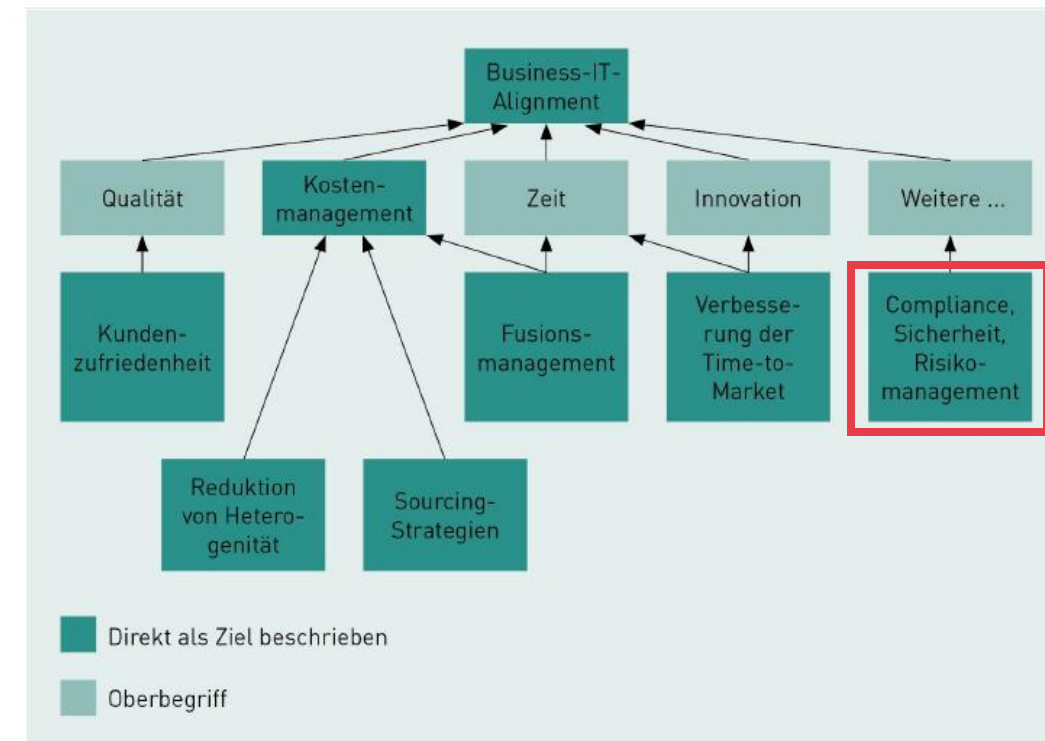 Business-IT-
Alignment
Qualität
Kosten-
management
Zeit
Innovation
Weitere ...
Kunden-
zufriedenheit
Fusions-
management
Verbesse-
rung der
Time-to-
Market
Compliance,
Sicherheit,
Risiko-
management
Reduktion
von Hetero-
genität
Sourcing-
Strategien
Direkt als Ziel beschrieben
Oberbegriff